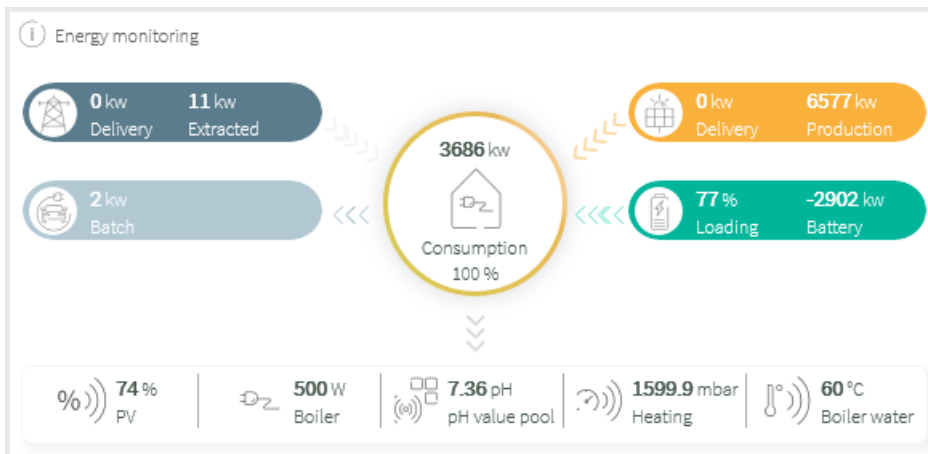 i Energy monitoring
0 kw 11 kw
Delivery Extracted
0 kw 6577 kw
Delivery Production
3686 kw
2 kw
Batch
77 % -2902 kw
Loading Battery
Consumption
100 %
74 % 500 W 7.36 pH 1599.9 mbar 60 °C
% PV Boiler pH value pool Heating Boiler water